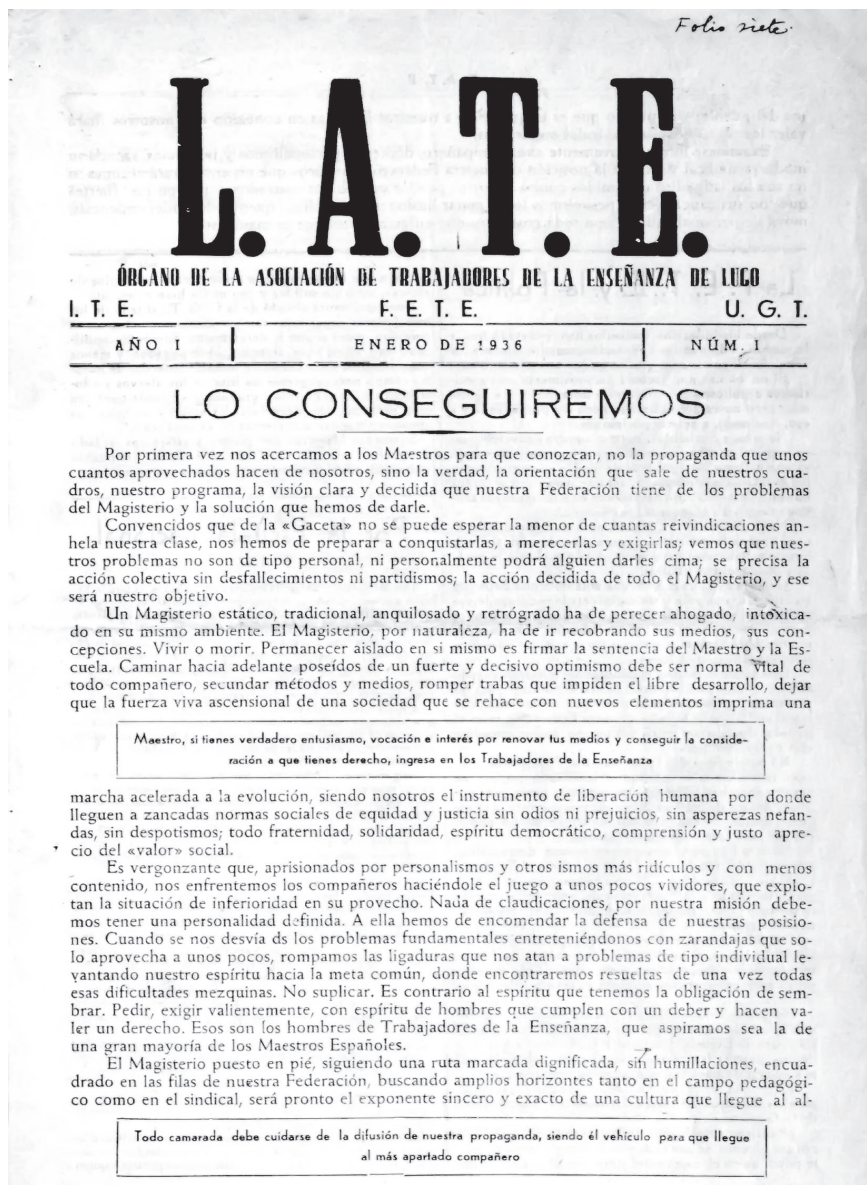 Folio siete.
L.A.T.E.
ÓRGANO DE LA ASOCIACIÓN DE TRABAJADORES DE LA ENSEÑANZA DE LUGO
I. T. E. F. E. T. E. U. G. T.
AÑO I ENERO DE 1936 NÚM. I
LO CONSEGUIREMOS
Por primera vez nos acercamos a los Maestros para que conozcan, no la propaganda que unos
cuantos aprovechados hacen de nosotros, sino la verdad, la orientación que sale de nuestros cua-
dros, nuestro programa, la visión clara y decidida que nuestra Federación tiene de los problemas
del Magisterio y la solución que hemos de darle.
Convencidos que de la «Gaceta» no se puede esperar la menor de cuantas reivindicaciones an-
hela nuestra clase, nos hemos de preparar a conquistarlas, a merecerlas y exigirlas; vemos que nues-
tros problemas no son de tipo personal, ni personalmente podrá alguien darles cima; se precisa la
acción colectiva sin desfallecimientos ni partidismos; la acción decidida de todo el Magisterio, y ese
será nuestro objetivo.
Un Magisterio estático, tradicional, anquilosado y retrógrado ha de perecer ahogado, intoxica-
do en su mismo ambiente. El Magisterio, por naturaleza, ha de ir recobrando sus medios, sus con-
cepciones. Vivir o morir. Permanecer aislado en si mismo es firmar la sentencia del Maestro y la Es-
cuela. Caminar hacia adelante poseídos de un fuerte y decisivo optimismo debe ser norma vital de
todo compañero, secundar métodos y medios, romper trabas que impiden el libre desarrollo, dejar
que la fuerza viva ascensional de una sociedad que se rehace con nuevos elementos imprima una
Maestro, si tienes verdadero entusiasmo, vocación e interés por renovar tus medios y conseguir la conside-
ración a que tienes derecho, ingresa en los Trabajadores de la Enseñanza
marcha acelerada a la evolución, siendo nosotros el instrumento de liberación humana por donde
lleguen a zancadas normas sociales de equidad y justicia sin odios ni prejuicios, sin asperezas nefan-
das, sin despotismos; todo fraternidad, solidaridad, espíritu democrático, comprensión y justo apre-
cio del «valor» social.
Es vergonzante que, aprisionados por personalismos y otros ismos más ridículos y con menos
contenido, nos enfrentemos los compañeros haciéndole el juego a unos pocos vividores, que explo-
tan la situación de inferioridad en su provecho. Nada de claudicaciones, por nuestra misión debe-
mos tener una personalidad definida. A ella hemos de encomendar la defensa de nuestras posisio-
nes. Cuando se nos desvía ds los problemas fundamentales entreteniéndonos con zarandajas que so-
lo aprovecha a unos pocos, rompamos las ligaduras que nos atan a problemas de tipo individual le-
vantando nuestro espíritu hacia la meta común, donde encontraremos resueltas de una vez todas
esas dificultades mezquinas. No suplicar. Es contrario al espíritu que tenemos la obligación de sem-
brar. Pedir, exigir valientemente, con espíritu de hombres que cumplen con un deber y hacen va-
ler un derecho. Esos son los hombres de Trabajadores de la Enseñanza, que aspiramos sea la de
una gran mayoría de los Maestros Españoles.
El Magisterio puesto en pié, siguiendo una ruta marcada dignificada, sin humillaciones, encua-
drado en las filas de nuestra Federación, buscando amplios horizontes tanto en el campo pedagógi-
co como en el sindical, será pronto el exponente sincero y exacto de una cultura que llegue al al-
Todo camarada debe cuidarse de la difusión de nuestra propaganda, siendo él vehículo para que llegue
al más apartado compañero